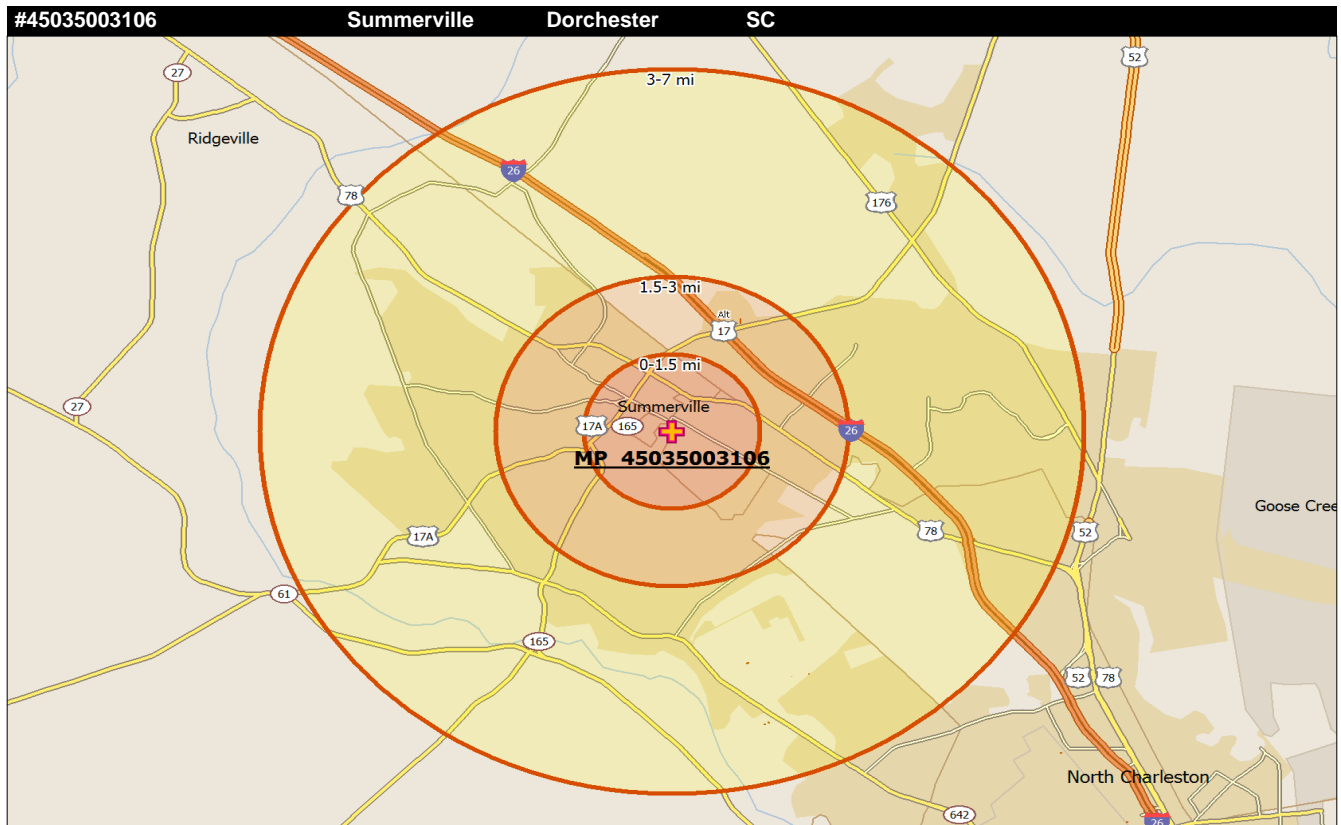 #45035003106 Summerville Dorchester SC
3-7 mi
52
27
Ridgeville
26
78
176
1.5-3 mi
Alt
17
0-1.5 mi
27
Summerville
17A 165
26
MP 45035003106
Goose Cree
17A
78
52
61
165
52 78
North Charleston
642
26